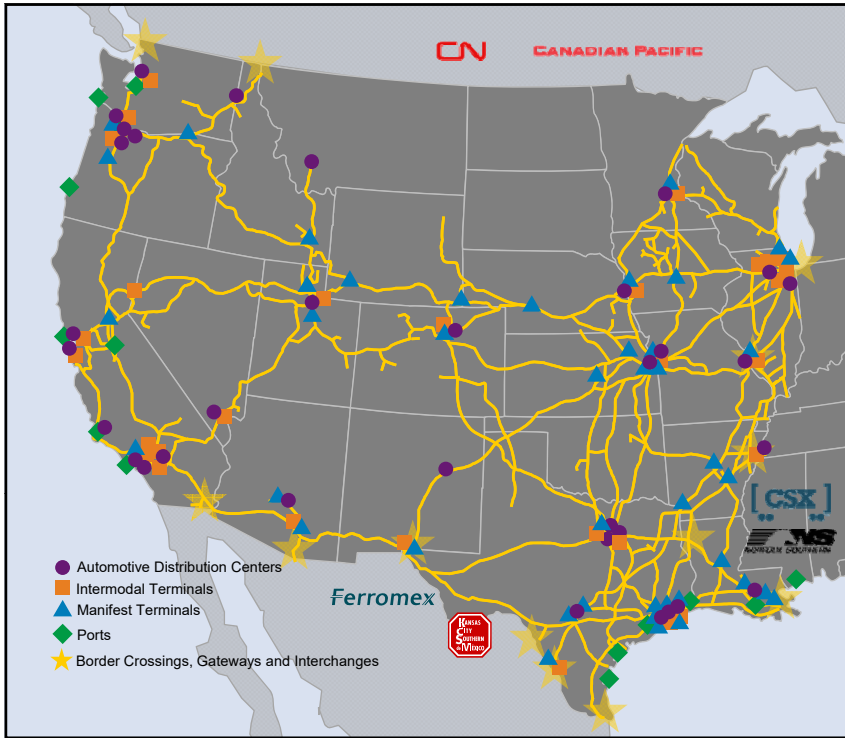 CN
CANADIAN PACIFIC
[CSX]
NS
NORFOLK SOUTHERN
Automotive Distribution Centers
Intermodal Terminals
Manifest Terminals
Ports
Border Crossings, Gateways and Interchanges
Ferromex
KANSAS
CITY
SOUTHERN
de MÉXICO